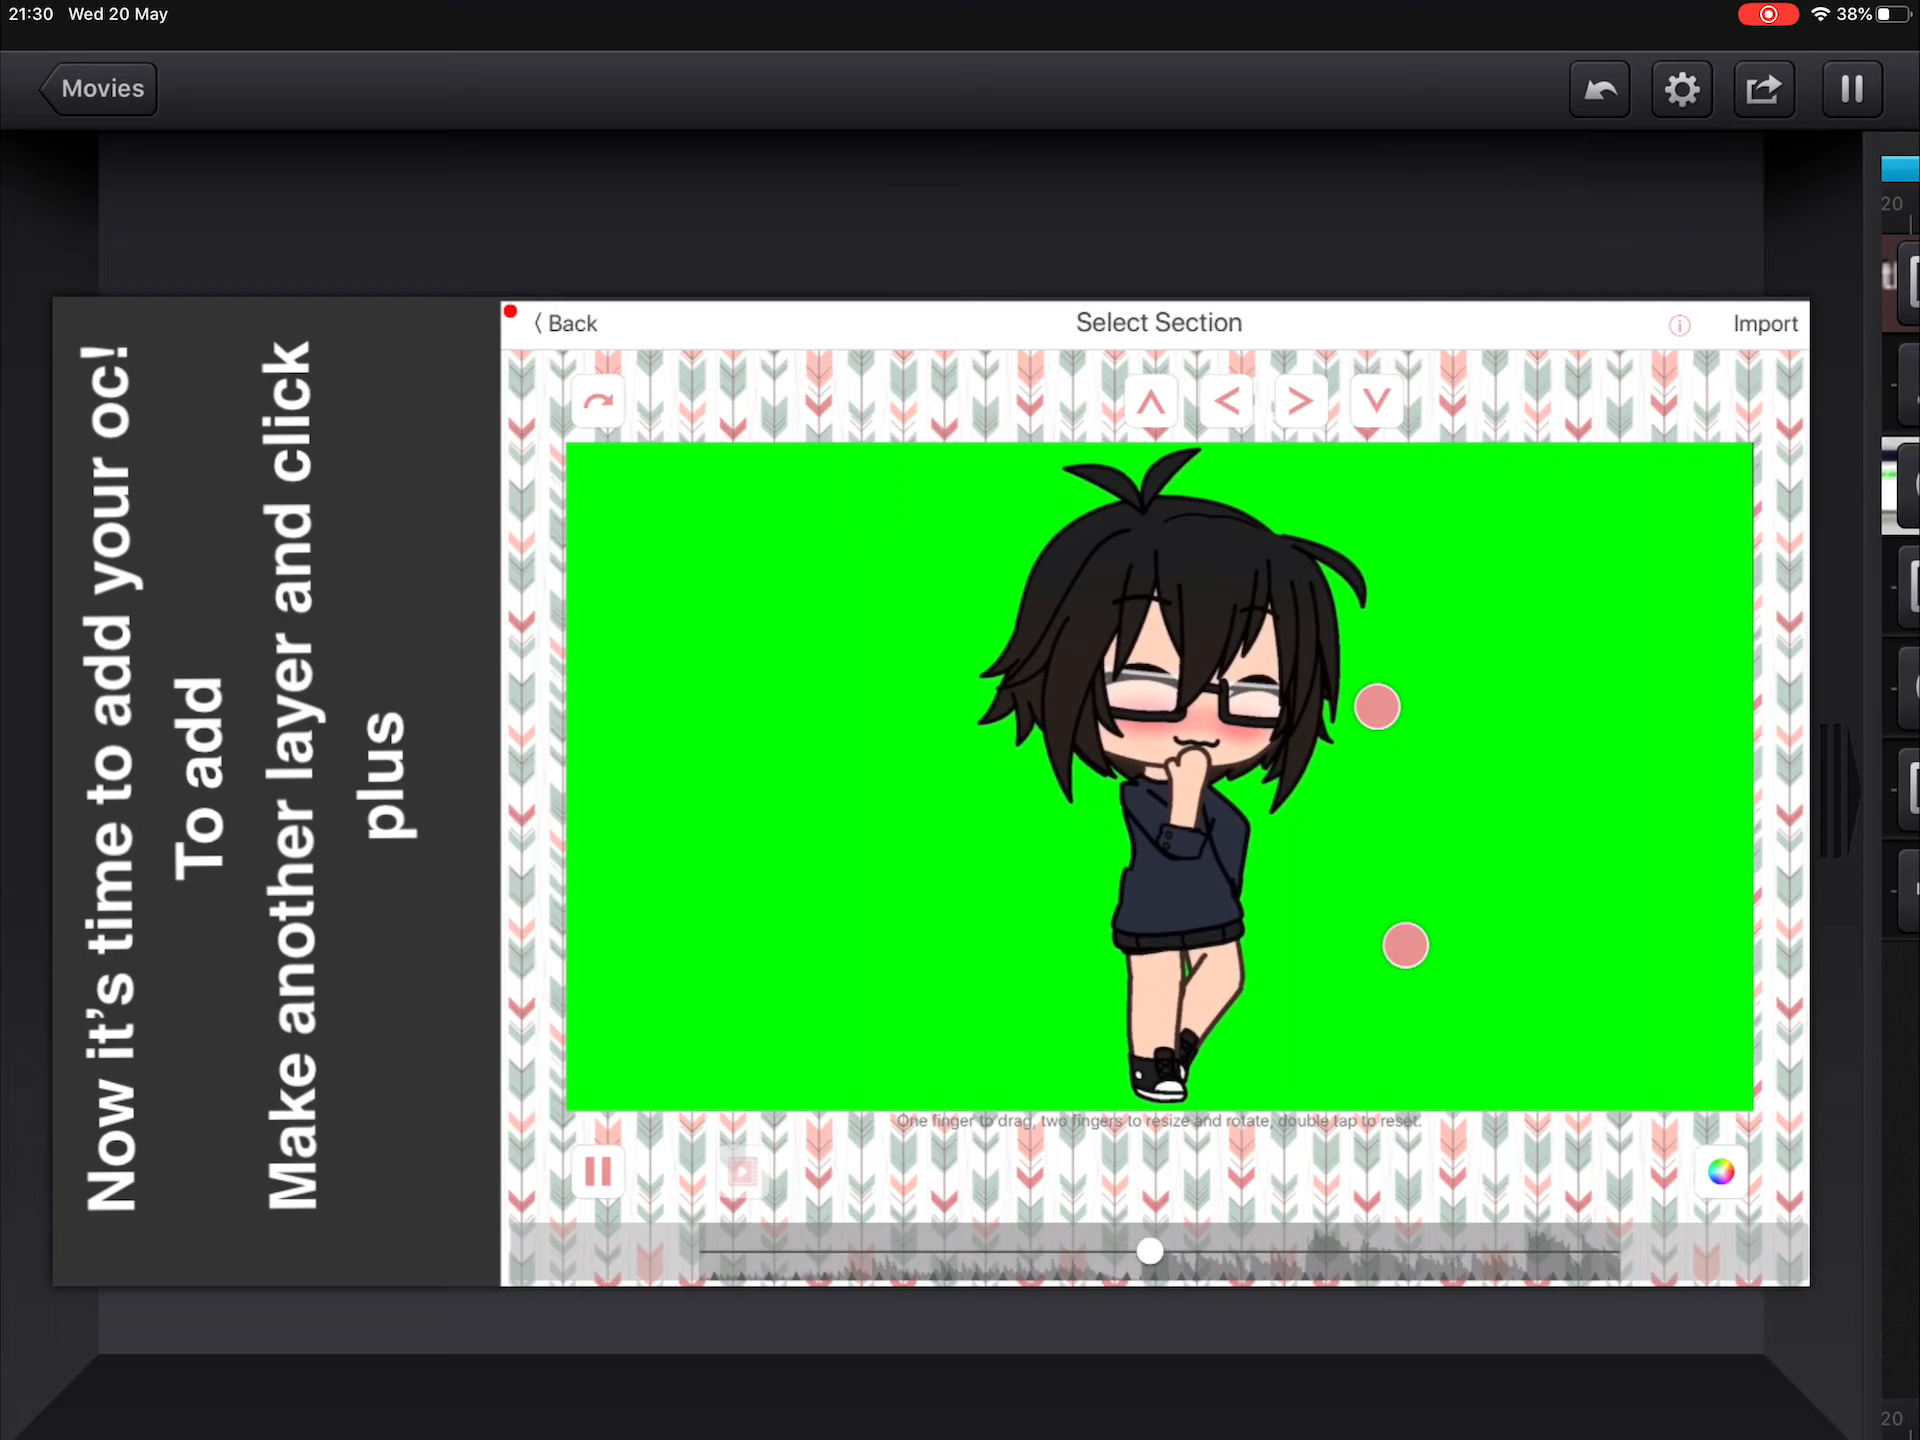 21:30 Wed 20 May
38%
Movies
20
Now it's time to add your oc!
To add
Make another layer and click
plus
Back
Select Section
Import
One finger to drag, two fingers to resize and rotate, double tap to reset.
20